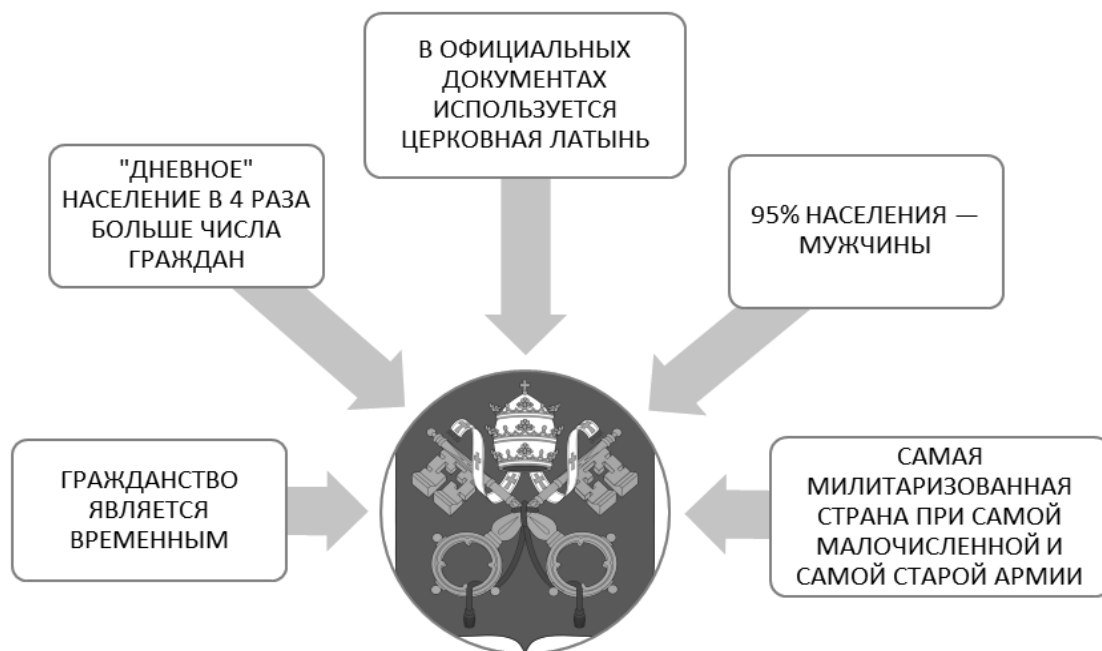 В ОФИЦИАЛЬНЫХ
ДОКУМЕНТАХ
ИСПОЛЬЗУЕТСЯ
ЦЕРКОВНАЯ ЛАТЫНЬ
"ДНЕВНОЕ"
НАСЕЛЕНИЕ В 4 РАЗА
БОЛЬШЕ ЧИСЛА
ГРАЖДАН
95% НАСЕЛЕНИЯ —
МУЖЧИНЫ
ГРАЖДАНСТВО
ЯВЛЯЕТСЯ
ВРЕМЕННЫМ
САМАЯ
МИЛИТАРИЗОВАННАЯ
СТРАНА ПРИ САМОЙ
МАЛОЧИСЛЕННОЙ И
САМОЙ СТАРОЙ АРМИИ